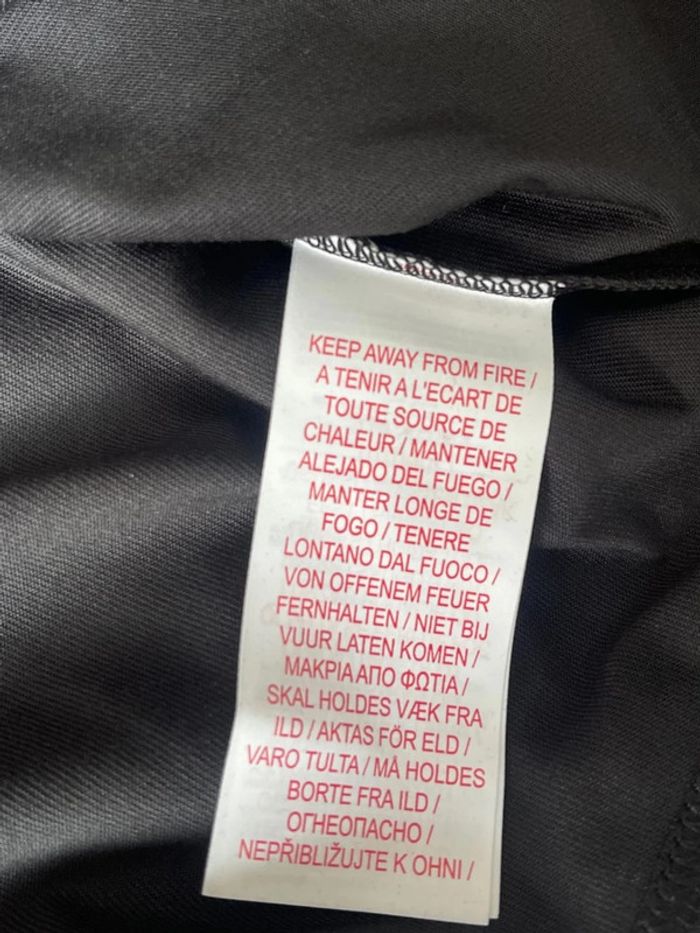 KEEP AWAY FROM FIRE /
A TENIR A L'ECART DE
TOUTE SOURCE DE
CHALEUR / MANTENER
ALEJADO DEL FUEGO /
MANTER LONGE DE
FOGO / TENERE
LONTANO DAL FUOCO /
VON OFFENEM FEUER
FERNHALTEN / NIET BIJ
VUUR LATEN KOMEN /
ΜΑΚΡΙΑ ΑΠΟ ΦΩΤΙΑ /
SKAL HOLDES VÆK FRA
ILD / AKTAS FÖR ELD /
VARO TULTA / MÅ HOLDES
BORTE FRA ILD /
ОГНЕОПАСНО /
NEPŘIBLIŽUJTE K OHNI /